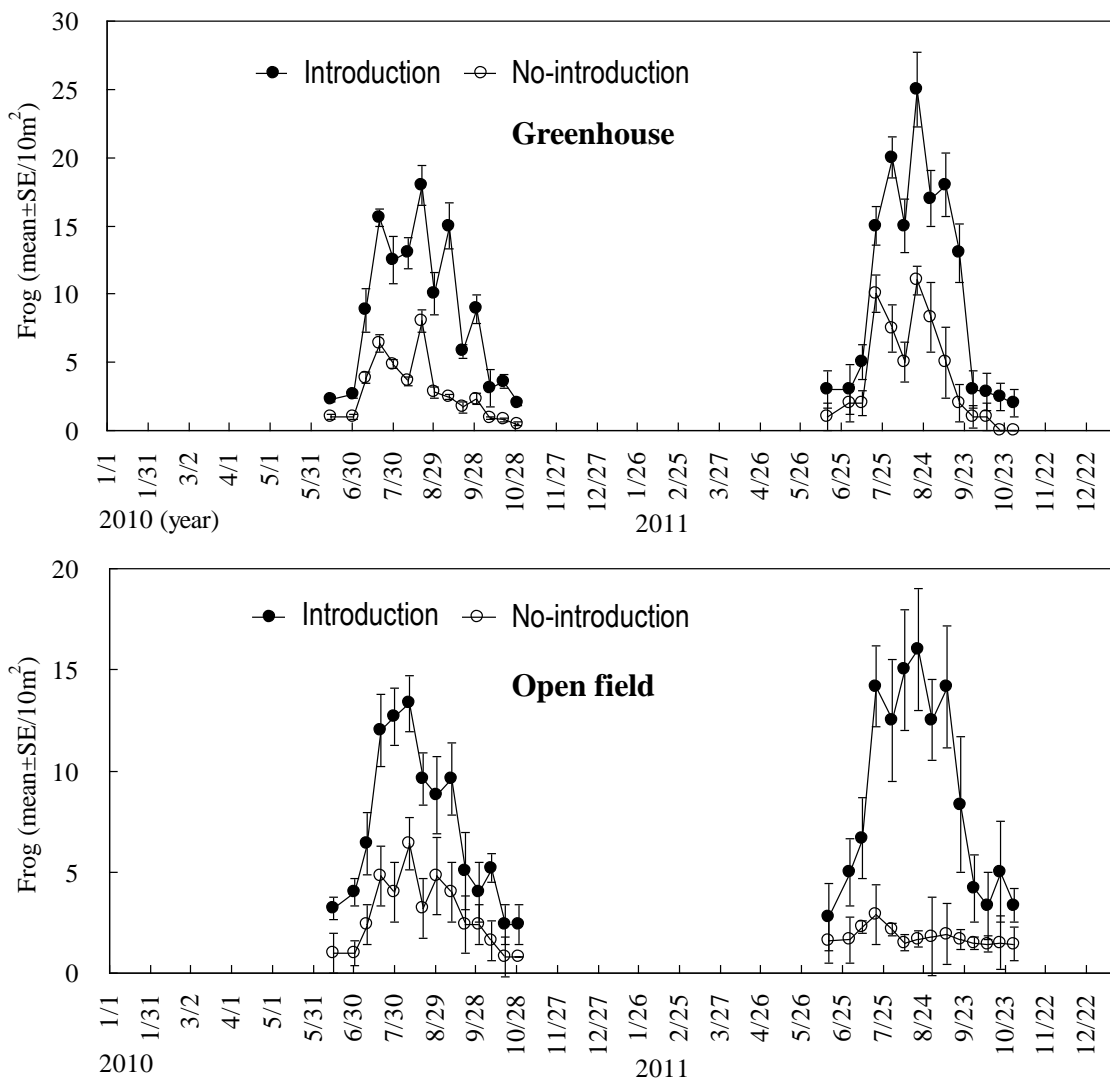 30
25
20
15
10
5
0
Frog (mean±SE/10m²)
Introduction No-introduction
Greenhouse
1/1 1/31 3/2 4/1 5/1 5/31 6/30 7/30 8/29 9/28 10/28 11/27 12/27 1/26 2/25 3/27 4/26 5/26 6/25 7/25 8/24 9/23 10/23 11/22 12/22
2010 (year) 2011
20
15
10
5
0
Frog (mean±SE/10m²)
Introduction No-introduction
Open field
1/1 1/31 3/2 4/1 5/1 5/31 6/30 7/30 8/29 9/28 10/28 11/27 12/27 1/26 2/25 3/27 4/26 5/26 6/25 7/25 8/24 9/23 10/23 11/22 12/22
2010 2011